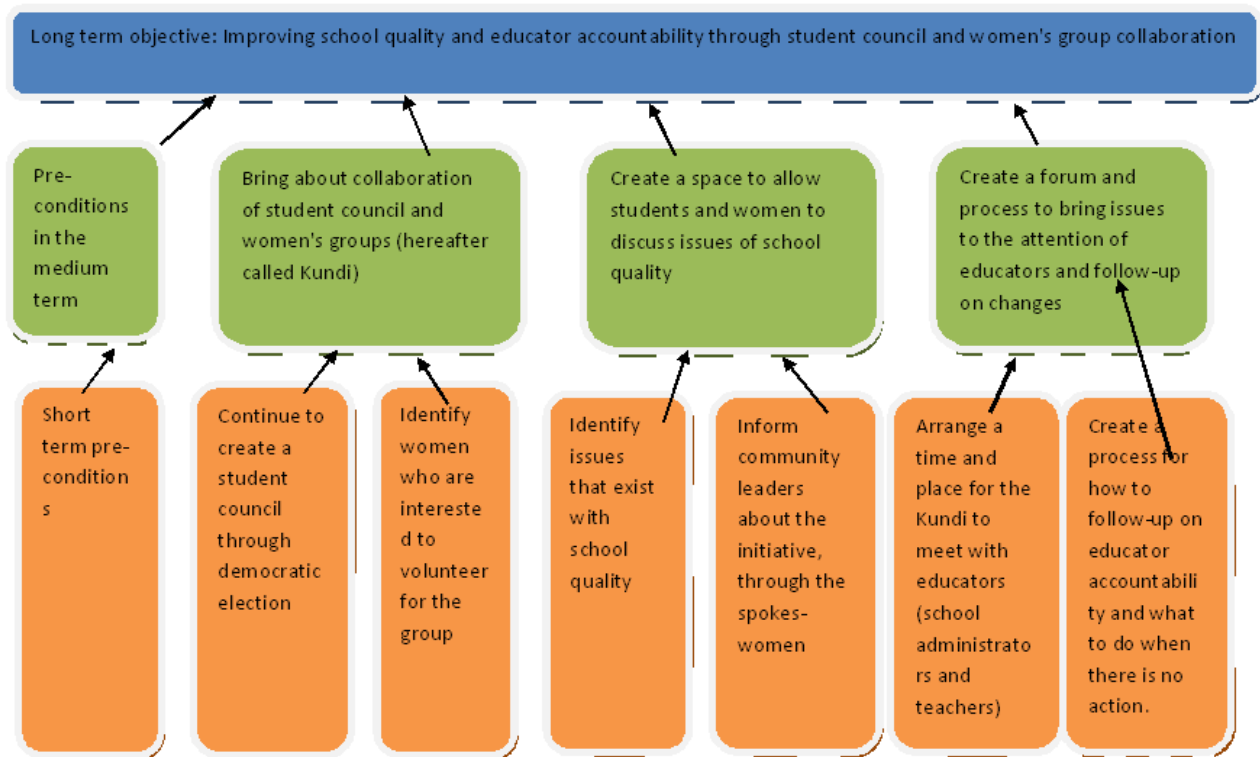 Long term objective: Improving school quality and educator accountability through student council and women's group collaboration
Pre-
conditions
in the
medium
term
Bring about collaboration
of student council and
women's groups (hereafter
called Kundi)
Create a space to allow
students and women to
discuss issues of school
quality
Create a forum and
process to bring issues
to the attention of
educators and follow-up
on changes
Short
term pre-
condition
s
Continue to
create a
student
council
through
democratic
election
Identify
women
who are
intereste
d to
volunteer
for the
group
Identify
issues
that exist
with
school
quality
Inform
community
leaders
about the
initiative,
through the
spokes-
women
Arrange a
time and
place for the
Kundi to
meet with
educators
(school
administrato
rs and
teachers)
Create a
process for
how to
follow-up on
educator
accountabili
ty and what
to do when
there is no
action.